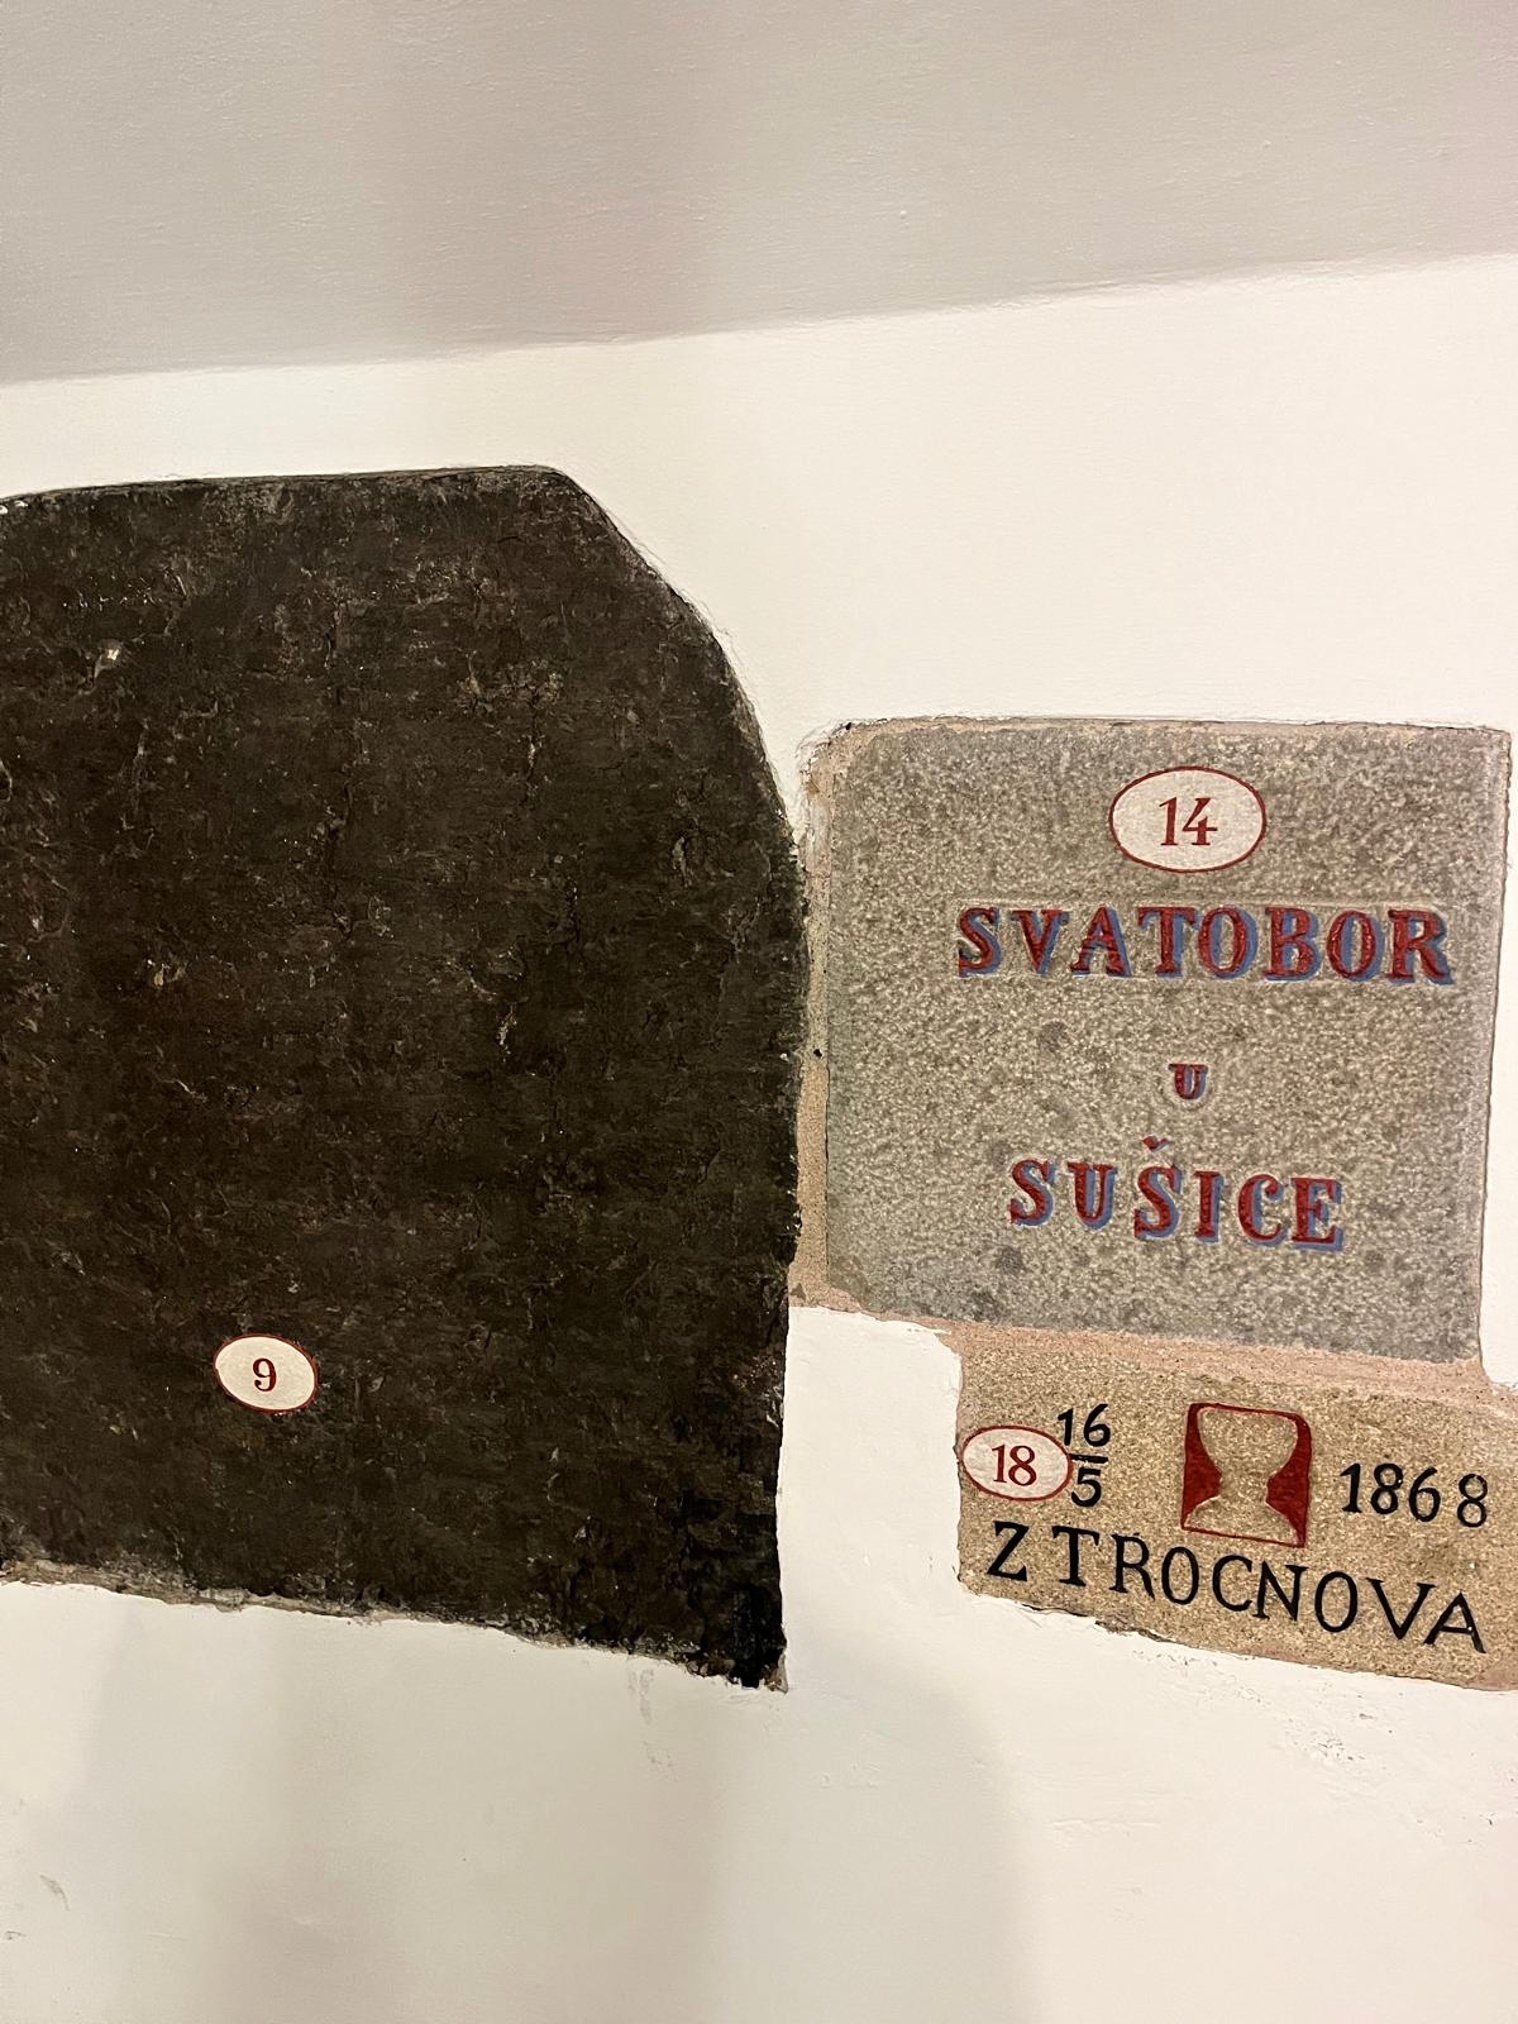 9
14
SVATOBOR
U
SUŠICE
18 16/5 1868
Z TROCNOVA